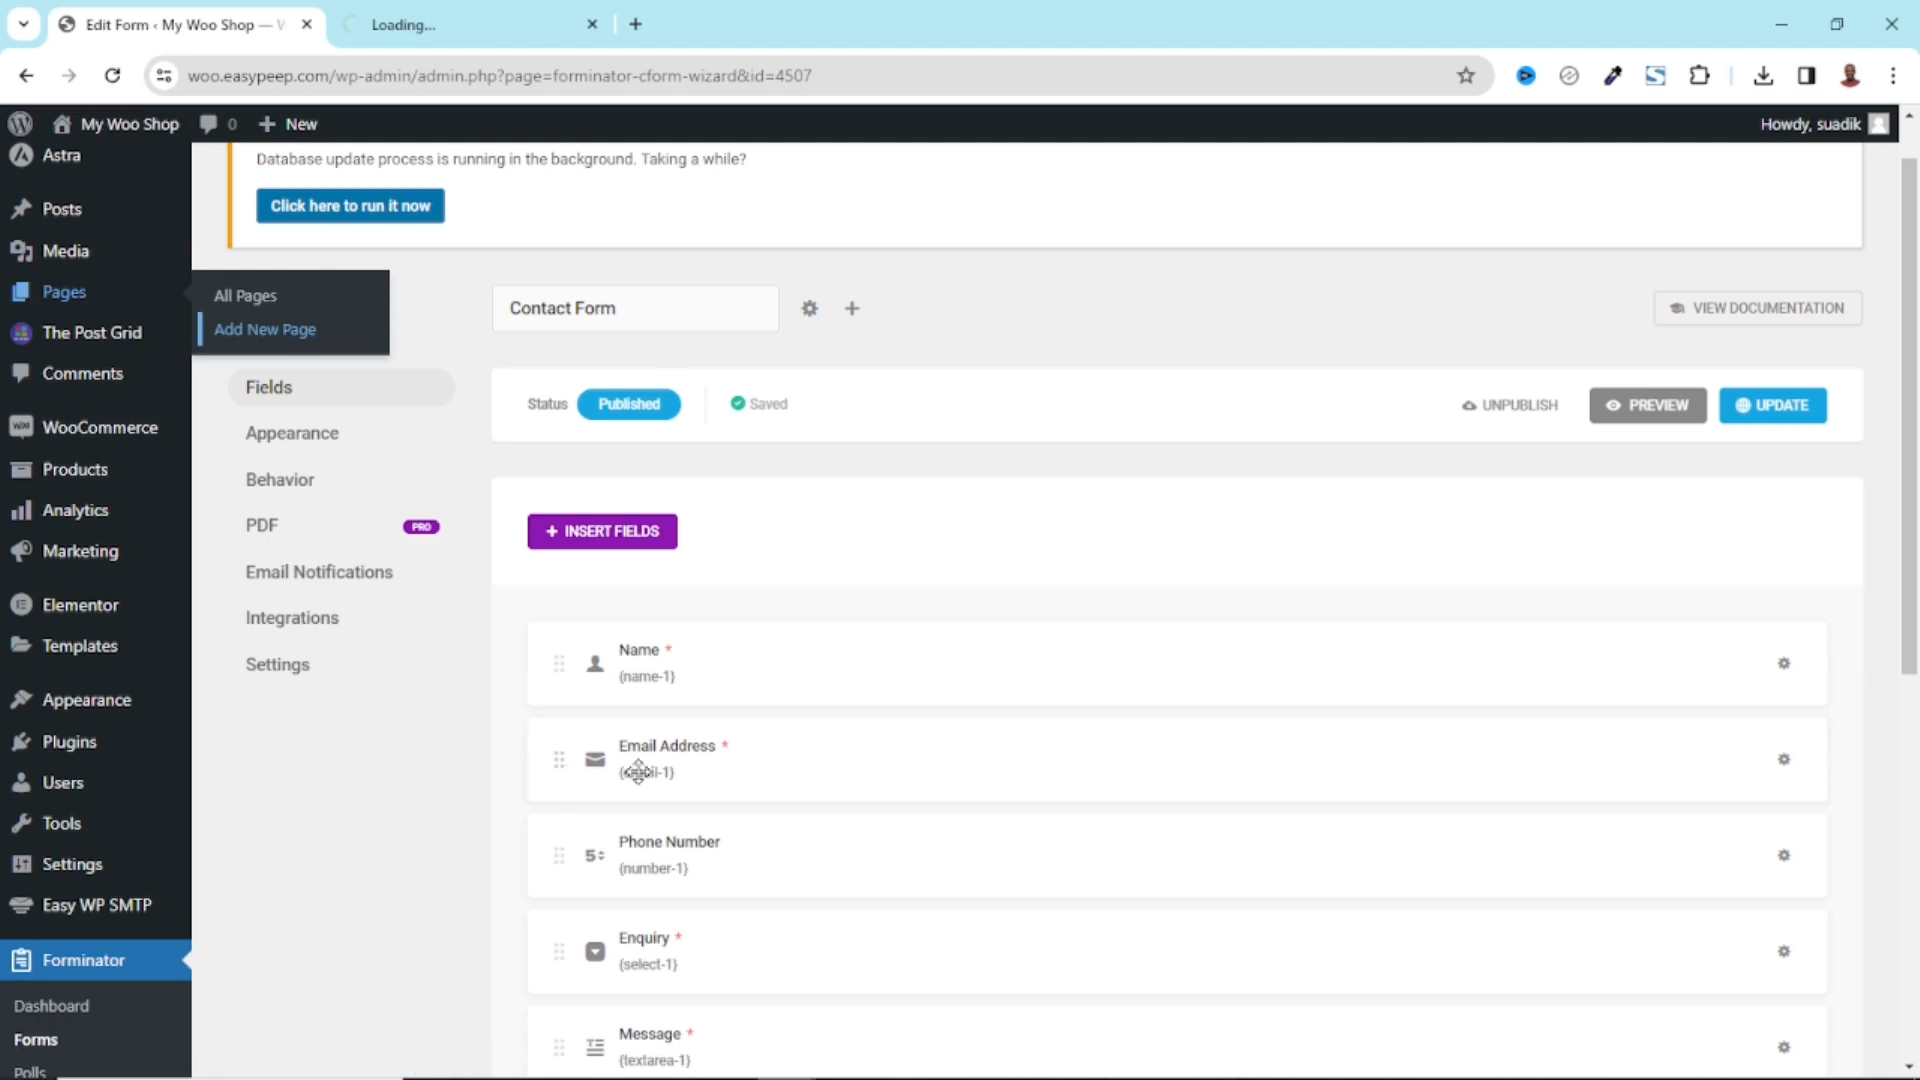 Edit Form ‹ My Woo Shop —
Loading...
woo.easypeep.com/wp-admin/admin.php?page=forminator-cform-wizard&id=4507
My Woo Shop
0
New
Howdy, suadik
Astra
Posts
Media
Pages
The Post Grid
Comments
WooCommerce
Products
Analytics
Marketing
Elementor
Templates
Appearance
Plugins
Users
Tools
Settings
Easy WP SMTP
Forminator
Dashboard
Forms
Polls
All Pages
Add New Page
Database update process is running in the background. Taking a while?
Click here to run it now
Contact Form
VIEW DOCUMENTATION
Fields
Appearance
Behavior
PDF PRO
Email Notifications
Integrations
Settings
Status Published Saved
UNPUBLISH PREVIEW UPDATE
+ INSERT FIELDS
Name *
{name-1}
Email Address *
Phone Number
{number-1}
Enquiry *
{select-1}
Message *
{textarea-1}